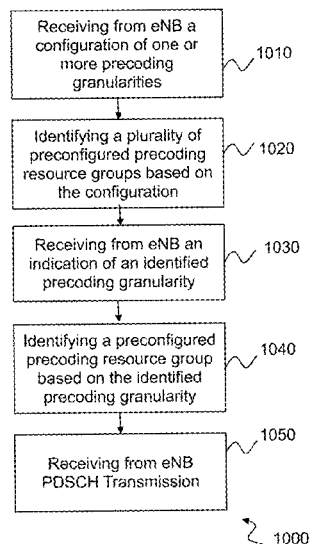 Receiving from eNB a
configuration of one or
more precoding
granularities
1010
Identifying a plurality of
preconfigured precoding
resource groups based on
the configuration
1020
Receiving from eNB an
indication of an identified
precoding granularity
1030
Identifying a preconfigured
precoding resource group
based on the identified
precoding granularity
1040
Receiving from eNB
PDSCH Transmission
1050
1000